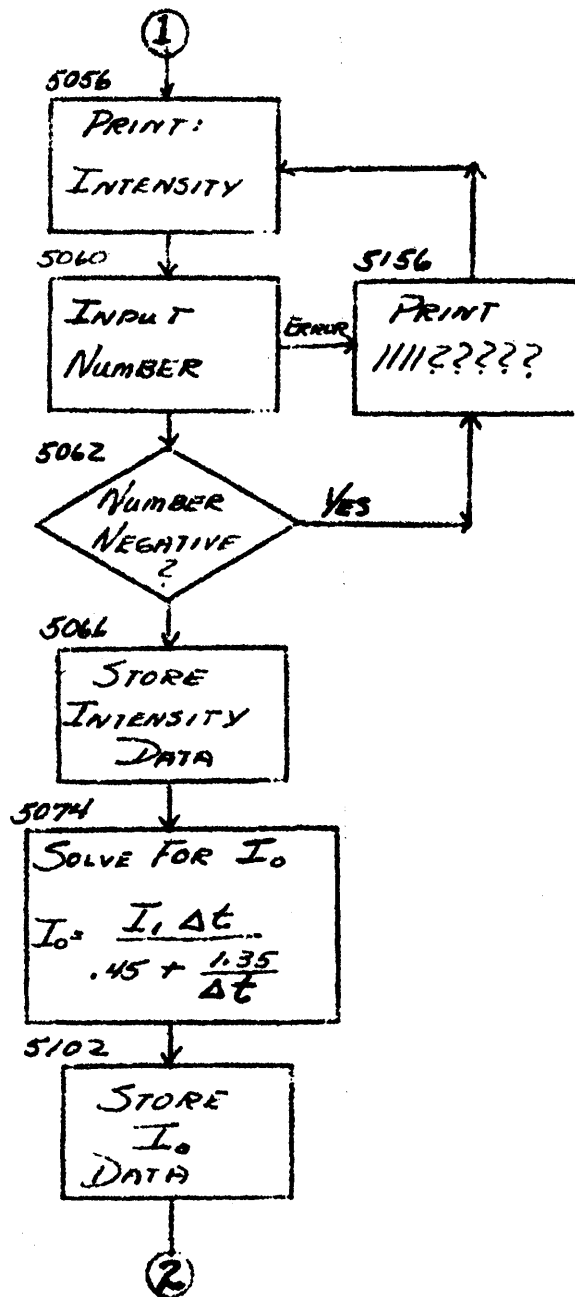 1
5056
PRINT:
INTENSITY
5060
INPUT
NUMBER
ERROR
5156
PRINT
////?????
5062
NUMBER
NEGATIVE
?
YES
STORE
INTENSITY
DATA
5074
SOLVE FOR I₀
I₀ = I₁ Δt
.45 + 1.35
Δt
5102
STORE
I₀
DATA
2